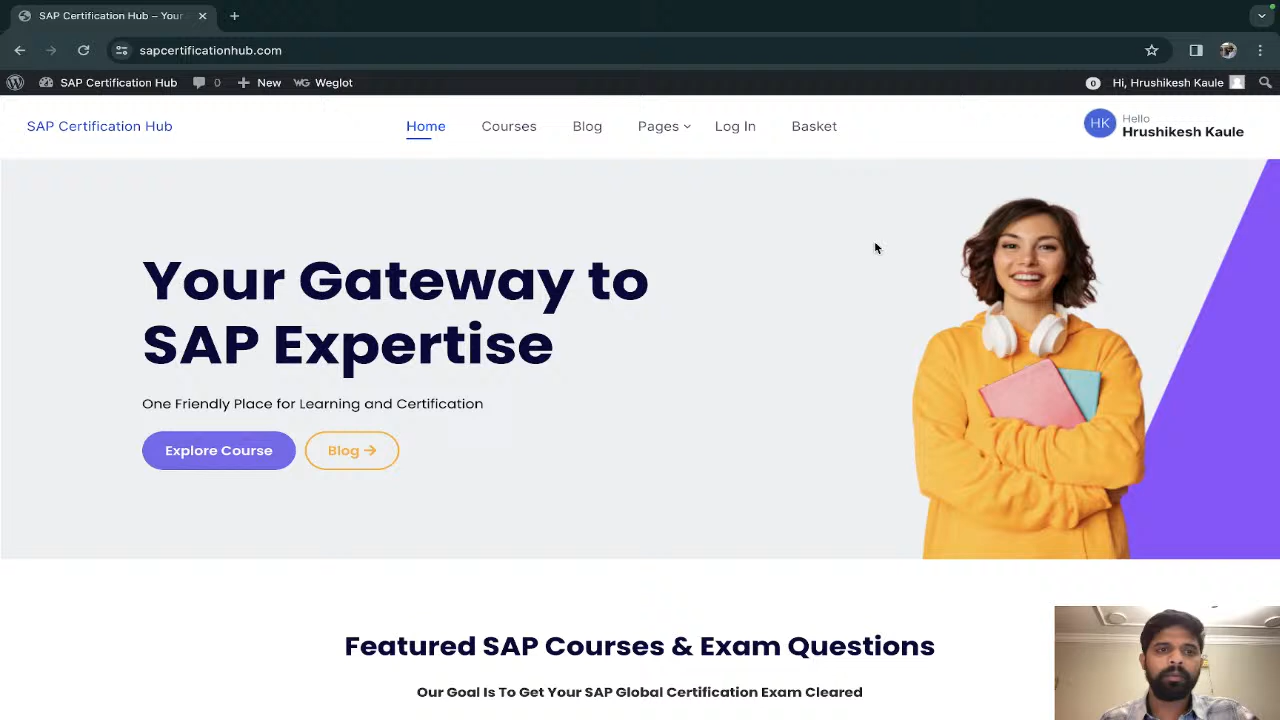 SAP Certification Hub – Your
sapcertificationhub.com
SAP Certification Hub 0 New WG Weglot 0 Hi, Hrushikesh Kaule
SAP Certification Hub Home Courses Blog Pages Log In Basket HK Hello
Hrushikesh Kaule
Your Gateway to
SAP Expertise
One Friendly Place for Learning and Certification
Explore Course Blog →
Featured SAP Courses & Exam Questions
Our Goal Is To Get Your SAP Global Certification Exam Cleared